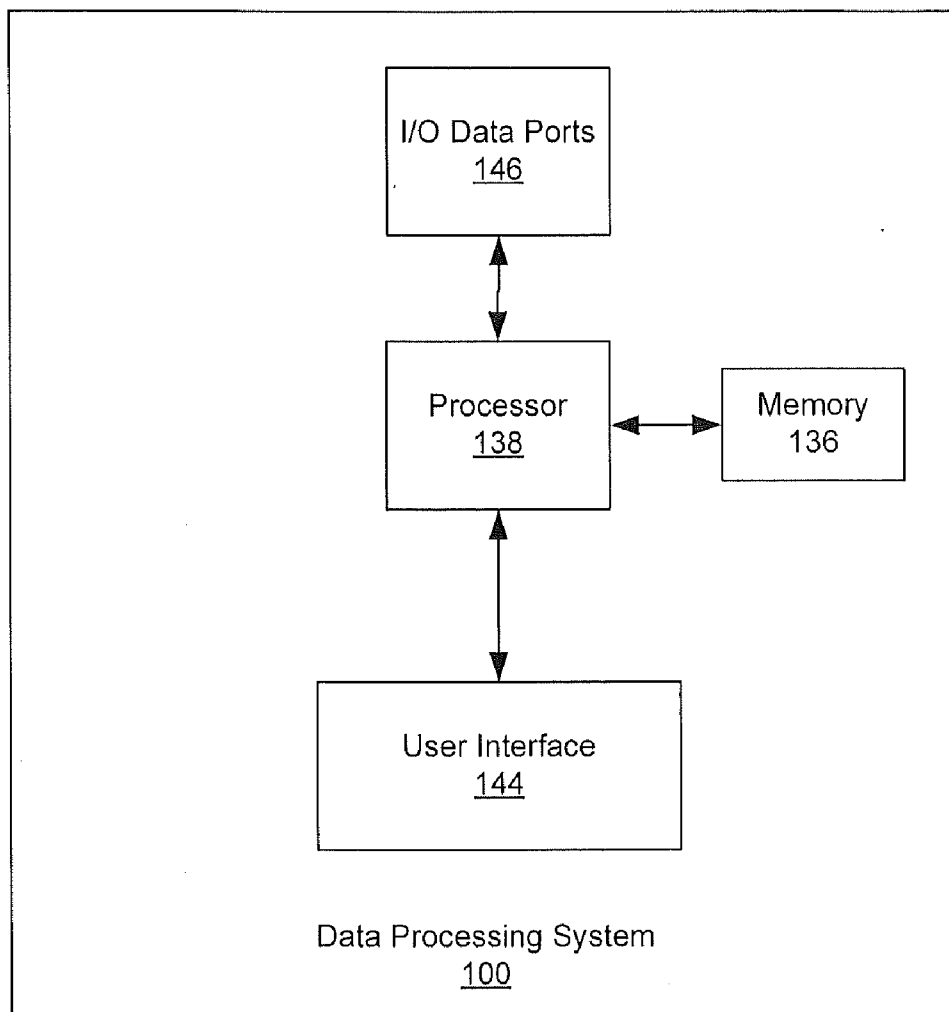 I/O Data Ports
146
Processor
138
Memory
136
User Interface
144
Data Processing System
100